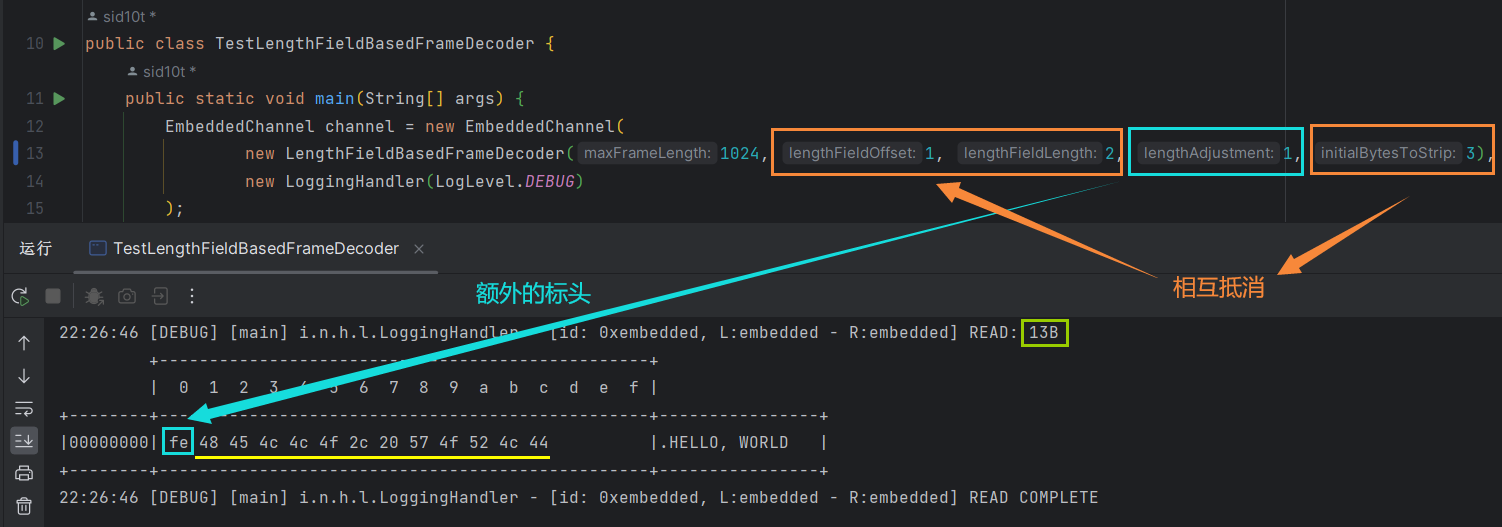 sid10t *
10 public class TestLengthFieldBasedFrameDecoder {
sid10t *
11 public static void main(String[] args) {
12 EmbeddedChannel channel = new EmbeddedChannel(
13 new LengthFieldBasedFrameDecoder( maxFrameLength: 1024, lengthFieldOffset: 1, lengthFieldLength: 2, lengthAdjustment: 1, initialBytesToStrip: 3),
14 new LoggingHandler(LogLevel.DEBUG)
15 );
运行 TestLengthFieldBasedFrameDecoder ×
额外的标头
相互抵消
22:26:46 [DEBUG] [main] i.n.h.l.LoggingHandler - [id: 0xembedded, L:embedded - R:embedded] READ: 13B
+-------------------------------------------------+
| 0 1 2 3 4 5 6 7 8 9 a b c d e f |
+--------+-------------------------------------------------+----------------+
|00000000| fe 48 45 4c 4c 4f 2c 20 57 4f 52 4c 44 |.HELLO, WORLD |
+--------+-------------------------------------------------+----------------+
22:26:46 [DEBUG] [main] i.n.h.l.LoggingHandler - [id: 0xembedded, L:embedded - R:embedded] READ COMPLETE